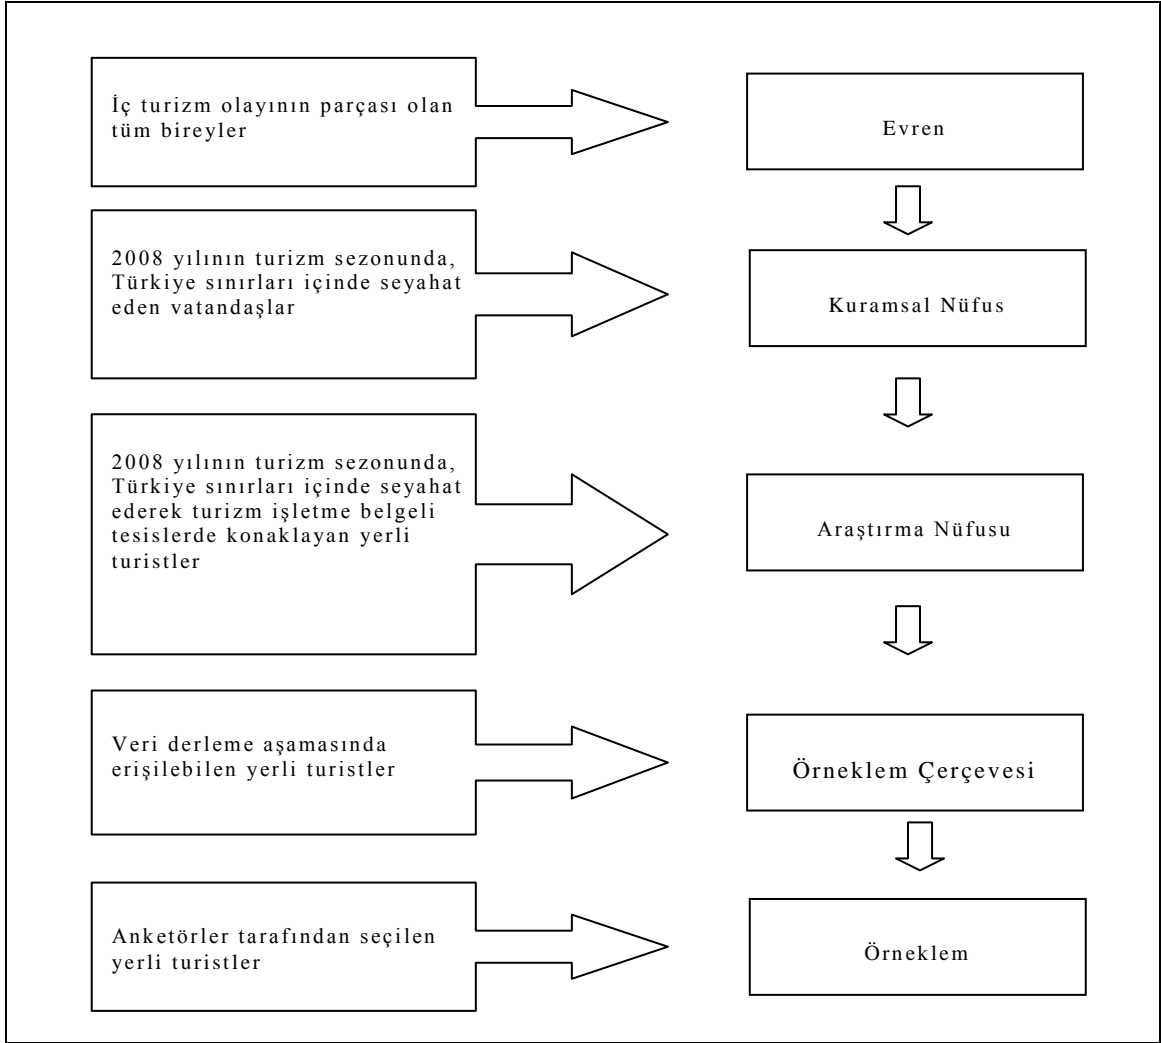 İç turizm olayının parçası olan
tüm bireyler
Evren
2008 yılının turizm sezonunda,
Türkiye sınırları içinde seyahat
eden vatandaşlar
Kuramsal Nüfus
2008 yılının turizm sezonunda,
Türkiye sınırları içinde seyahat
ederek turizm işletme belgeli
tesislerde konaklayan yerli
turistler
Araştırma Nüfusu
Veri derleme aşamasında
erişilebilen yerli turistler
Örneklem Çerçevesi
Anketörler tarafından seçilen
yerli turistler
Örneklem